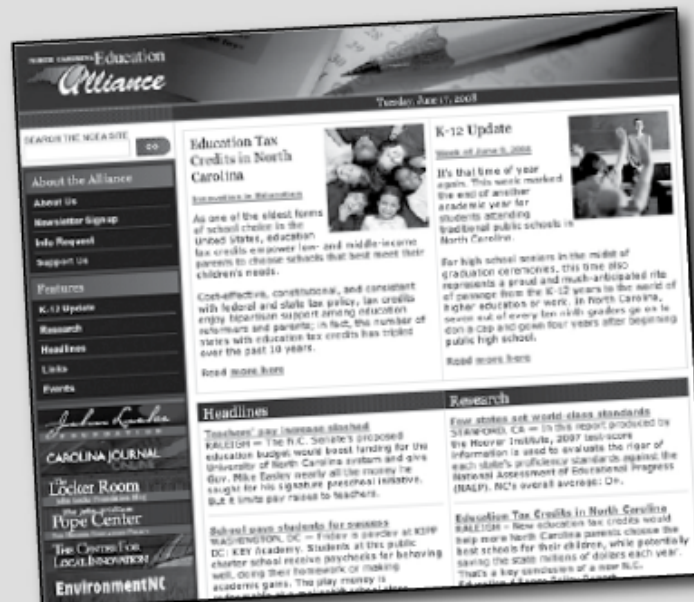 NORTH CAROLINA Education
Alliance
Tuesday, June 17, 2008
SEARCH THE NCEA SITE
GO
About the Alliance
About Us
Newsletter Signup
Info Request
Support Us
Features
K-12 Update
Research
Headlines
Links
Events
John Locke
FOUNDATION
CAROLINA JOURNAL
ONLINE
The
Locker Room
Pope Center
THE CENTER FOR
LOCAL INNOVATION
EnvironmentNC
Education Tax
Credits in North
Carolina
Innovation in Education
As one of the oldest forms
of school choice in the
United States, education
tax credits empower low- and middle-income
parents to choose schools that best meet their
children's needs.
Cost-effective, constitutional, and consistent
with federal and state tax policy, tax credits
enjoy bipartisan support among education
reformers and parents; in fact, the number of
states with education tax credits has tripled
over the past 10 years.
Read more here
K-12 Update
Week of June 9, 2008
It's that time of year
again. This week marked
the end of another
academic year for
students attending
traditional public schools in
North Carolina.
For high school seniors in the midst of
graduation ceremonies, this time also
represents a proud and much-anticipated rite
of passage from the K-12 years to the world of
higher education or work. In North Carolina,
seven out of every ten ninth graders go on to
don a cap and gown four years after beginning
public high school.
Read more here
Headlines
Teachers' pay increase slashed
RALEIGH — The N.C. Senate's proposed
education budget would boost funding for the
University of North Carolina system and give
Gov. Mike Easley nearly all the money he
sought for his signature preschool initiative.
But it limits pay raises to teachers.
School pays students for success
WASHINGTON, DC — Friday is payday at KIPP
DC: KEY Academy. Students at this public
charter school receive paychecks for behaving
well, doing their homework or making
academic gains. The play money is
Research
Four states set world-class standards
STANFORD, CA — In this report produced by
the Hoover Institute, 2007 test-score
information is used to evaluate the rigor of
each state's proficiency standards against the
National Assessment of Educational Progress
(NAEP). NC's overall average: D+.
Education Tax Credits in North Carolina
RALEIGH – New education tax credits would
help more North Carolina parents choose the
best schools for their children, while potentially
saving the state millions of dollars each year.
That's a key conclusion of a new N.C.